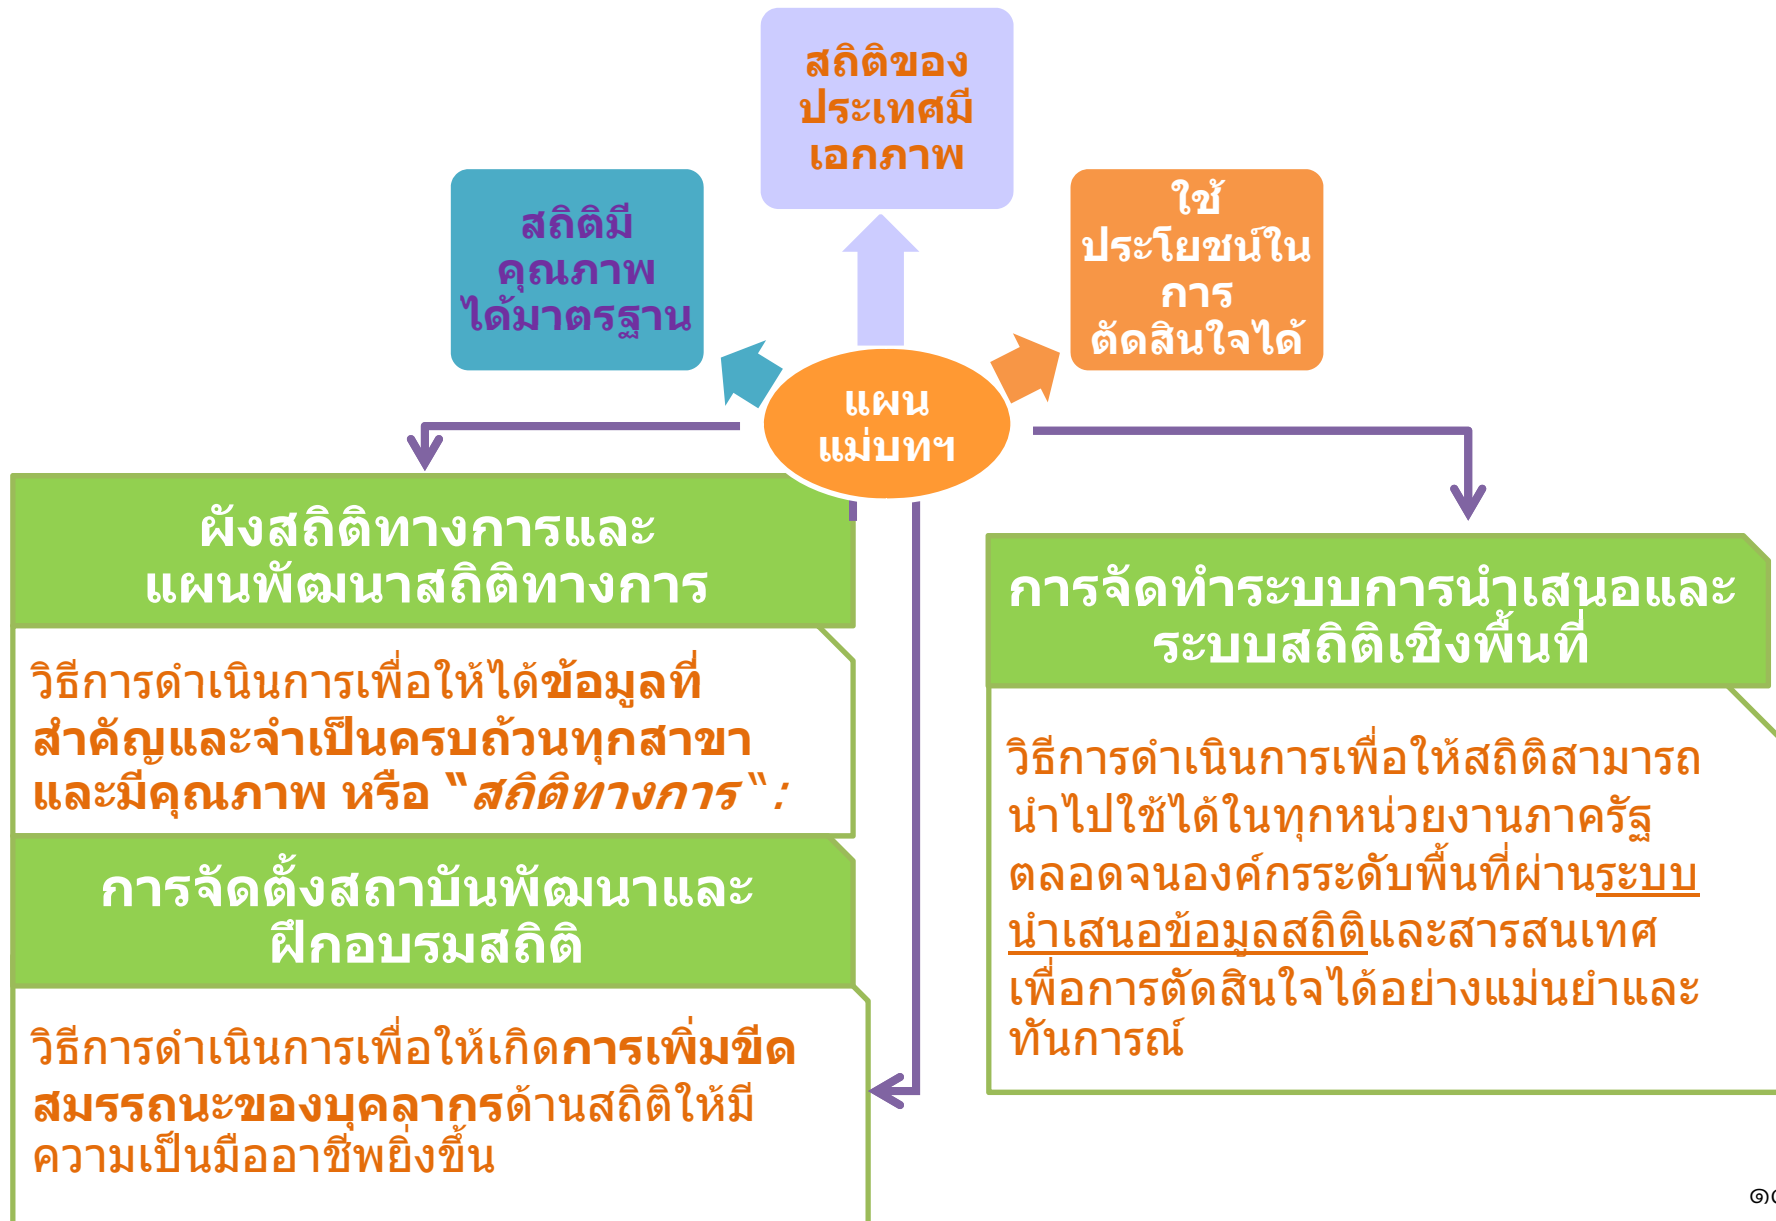 สถิติของ
ประเทศมี
เอกภาพ
สถิติมี
คุณภาพ
ได้มาตรฐาน
ใช้
ประโยชน์ใน
การ
ตัดสินใจได้
แผน
แม่บทฯ
ผังสถิติทางการและ
แผนพัฒนาสถิติทางการ
วิธีการดำเนินการเพื่อให้ได้ข้อมูลที่
สำคัญและจำเป็นครบถ้วนทุกสาขา
และมีคุณภาพ หรือ “สถิติทางการ“:
การจัดตั้งสถาบันพัฒนาและ
ฝึกอบรมสถิติ
วิธีการดำเนินการเพื่อให้เกิดการเพิ่มขีด
สมรรถนะของบุคลากรด้านสถิติให้มี
ความเป็นมืออาชีพยิ่งขึ้น
การจัดทำระบบการนำเสนอและ
ระบบสถิติเชิงพื้นที่
วิธีการดำเนินการเพื่อให้สถิติสามารถ
นำไปใช้ได้ในทุกหน่วยงานภาครัฐ
ตลอดจนองค์กรระดับพื้นที่ผ่านระบบ
นำเสนอข้อมูลสถิติและสารสนเทศ
เพื่อการตัดสินใจได้อย่างแม่นยำและ
ทันการณ์